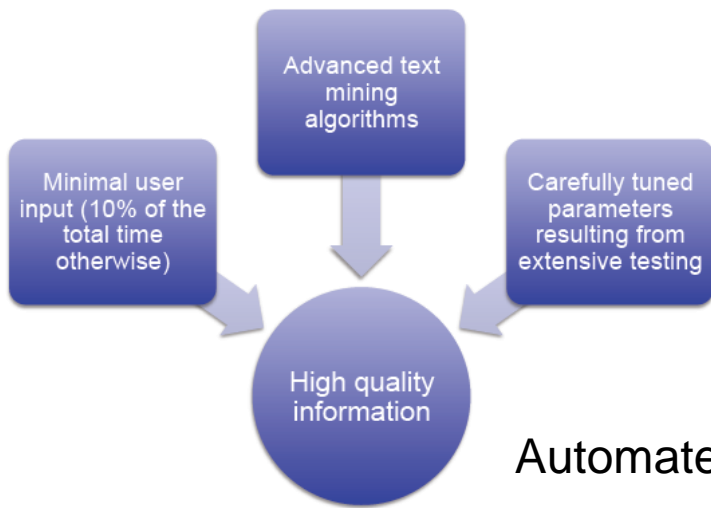 Advanced text
mining
algorithms
Minimal user
input (10% of the
total time
otherwise)
Carefully tuned
parameters
resulting from
extensive testing
High quality
information
Automate